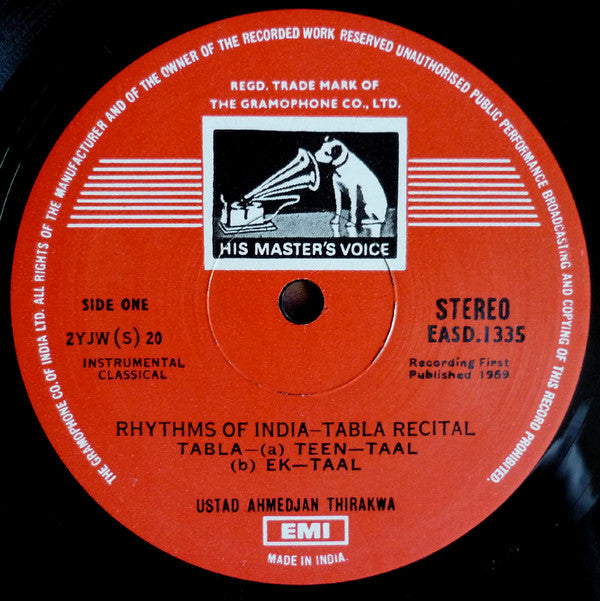 THE GRAMOPHONE CO. OF INDIA LTD. ALL RIGHTS OF THE MANUFACTURER AND OF THE OWNER OF THE RECORDED WORK RESERVED UNAUTHORISED PUBLIC PERFORMANCE BROADCASTING AND COPYING OF THIS RECORD PROHIBITED.
REGD. TRADE MARK OF
THE GRAMOPHONE CO., LTD.
HIS MASTER'S VOICE
SIDE ONE
2YJW(S) 20
INSTRUMENTAL
CLASSICAL
STEREO
EASD.1335
Recording First
Published 1969
RHYTHMS OF INDIA—TABLA RECITAL
TABLA—(a) TEEN—TAAL
(b) EK—TAAL
USTAD AHMEDJAN THIRAKWA
EMI
MADE IN INDIA.